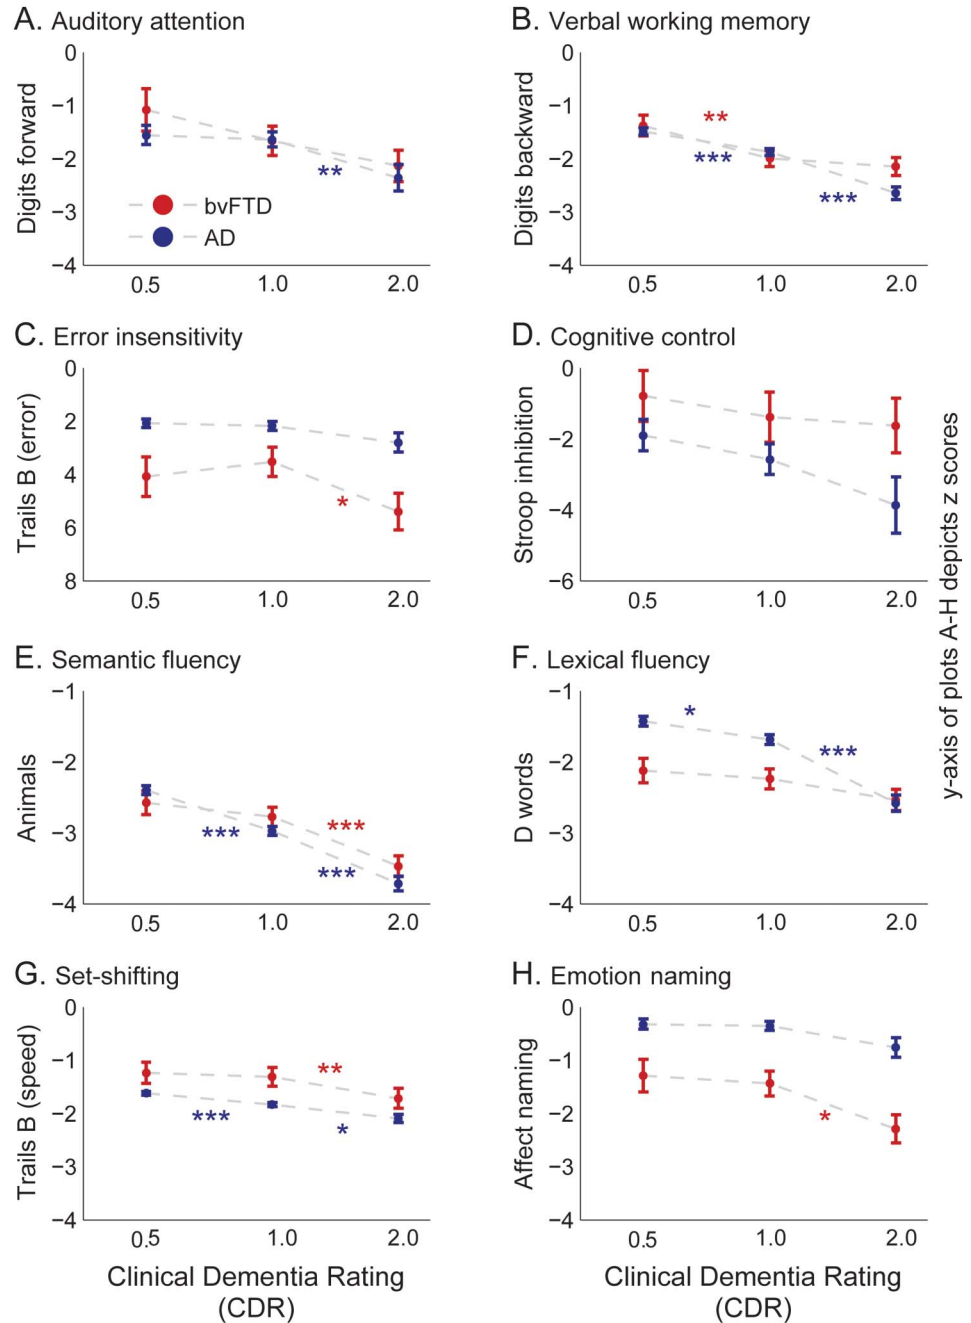 A. Auditory attention
0
−1
−2
−3
−4
Digits forward
**
bvFTD
AD
0.5 1.0 2.0
B. Verbal working memory
0
−1
−2
−3
−4
Digits backward
**
***
***
0.5 1.0 2.0
C. Error insensitivity
0
2
4
6
8
Trails B (error)
*
0.5 1.0 2.0
D. Cognitive control
0
−2
−4
−6
Stroop inhibition
0.5 1.0 2.0
E. Semantic fluency
−1
−2
−3
−4
Animals
***
***
***
0.5 1.0 2.0
F. Lexical fluency
−1
−2
−3
−4
D words
*
***
0.5 1.0 2.0
G. Set-shifting
0
−1
−2
−3
−4
Trails B (speed)
**
***
*
0.5 1.0 2.0
Clinical Dementia Rating
(CDR)
H. Emotion naming
0
−1
−2
−3
−4
Affect naming
*
0.5 1.0 2.0
Clinical Dementia Rating
(CDR)
y-axis of plots A-H depicts z scores